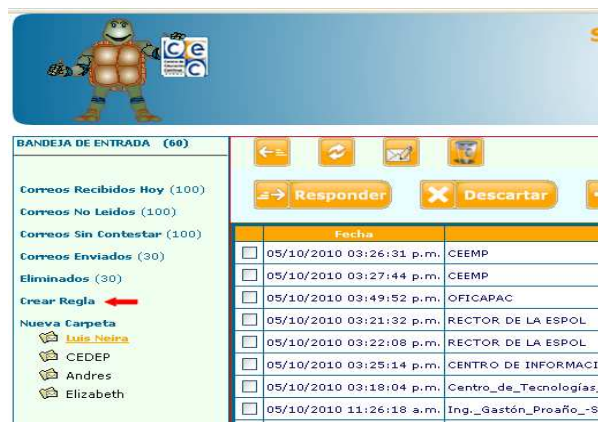 CeC
S
BANDEJA DE ENTRADA (60)
Correos Recibidos Hoy (100)
Correos No Leidos (100)
Correos Sin Contestar (100)
Correos Enviados (30)
Eliminados (30)
Crear Regla
Nueva Carpeta
Luis Neira
CEDEP
Andres
Elizabeth
Responder
Descartar
Fecha
05/10/2010 03:26:31 p.m. CEEMP
05/10/2010 03:27:44 p.m. CEEMP
05/10/2010 03:49:52 p.m. OFICAPAC
05/10/2010 03:21:32 p.m. RECTOR DE LA ESPOL
05/10/2010 03:22:08 p.m. RECTOR DE LA ESPOL
05/10/2010 03:25:14 p.m. CENTRO DE INFORMACI
05/10/2010 03:18:04 p.m. Centro_de_Tecnologías_
05/10/2010 11:26:18 a.m. Ing._Gastón_Proaño_-S